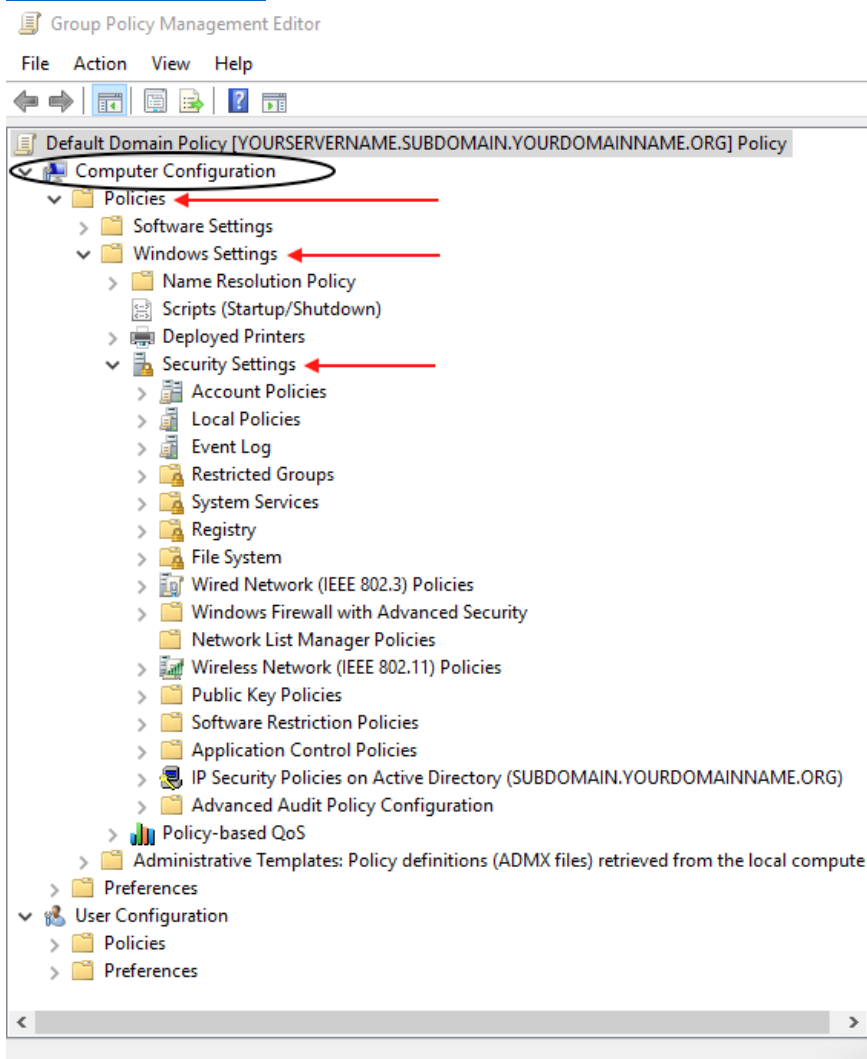 Group Policy Management Editor
File Action View Help
Default Domain Policy [YOURSERVERNAME.SUBDOMAIN.YOURDOMAINNAME.ORG] Policy
Computer Configuration
Policies
Software Settings
Windows Settings
Name Resolution Policy
Scripts (Startup/Shutdown)
Deployed Printers
Security Settings
Account Policies
Local Policies
Event Log
Restricted Groups
System Services
Registry
File System
Wired Network (IEEE 802.3) Policies
Windows Firewall with Advanced Security
Network List Manager Policies
Wireless Network (IEEE 802.11) Policies
Public Key Policies
Software Restriction Policies
Application Control Policies
IP Security Policies on Active Directory (SUBDOMAIN.YOURDOMAINNAME.ORG)
Advanced Audit Policy Configuration
Policy-based QoS
Administrative Templates: Policy definitions (ADMX files) retrieved from the local compute
Preferences
User Configuration
Policies
Preferences